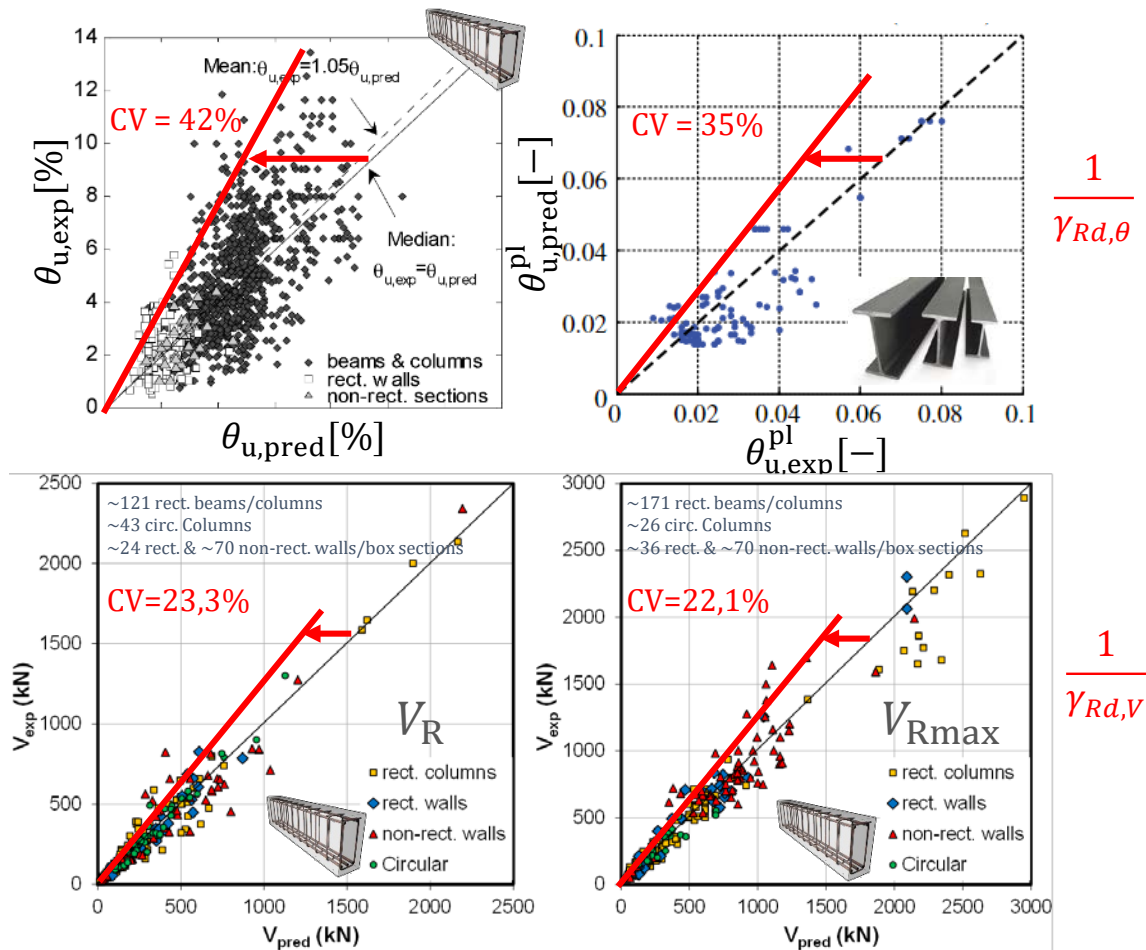 14
12
10
8
6
4
2
0
θu,exp[%]
Mean:θu,exp=1.05θu,pred
CV = 42%
Median:
θu,exp=θu,pred
beams & columns
rect. walls
non-rect. sections
θu,pred[%]
0.1
0.08
0.06
0.04
0.02
0
θ^pl u,pred[−]
CV = 35%
0
0.02
0.04
0.06
0.08
0.1
θ^pl u,exp[−]
1
γRd,θ
2500
2000
1500
1000
500
0
Vexp (kN)
~121 rect. beams/columns
~43 circ. Columns
~24 rect. & ~70 non-rect. walls/box sections
CV=23,3%
VR
rect. columns
rect. walls
non-rect. walls
Circular
0
500
1000
1500
2000
2500
Vpred (kN)
3000
2500
2000
1500
1000
500
0
Vexp (kN)
~171 rect. beams/columns
~26 circ. Columns
~36 rect. & ~70 non-rect. walls/box sections
CV=22,1%
VRmax
rect. columns
rect. walls
non-rect. walls
Circular
0
500
1000
1500
2000
2500
3000
Vpred (kN)
1
γRd,V